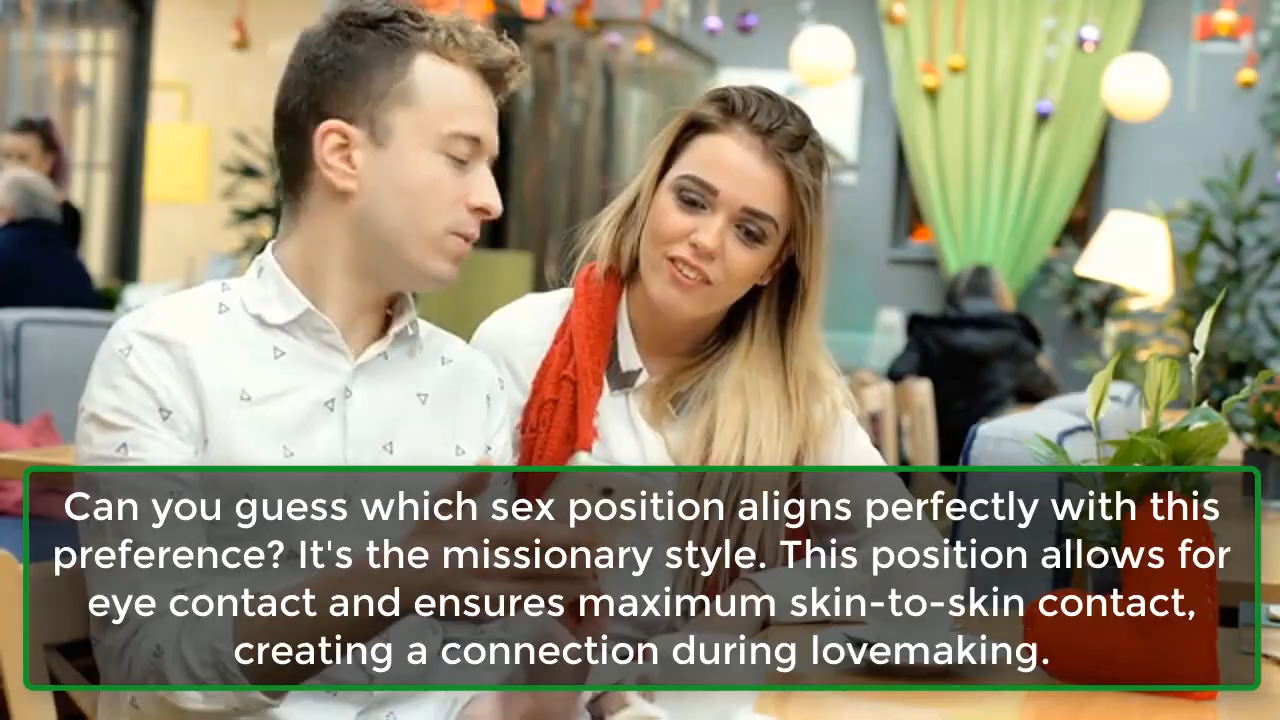 Can you guess which sex position aligns perfectly with this
preference? It's the missionary style. This position allows for
eye contact and ensures maximum skin-to-skin contact,
creating a connection during lovemaking.